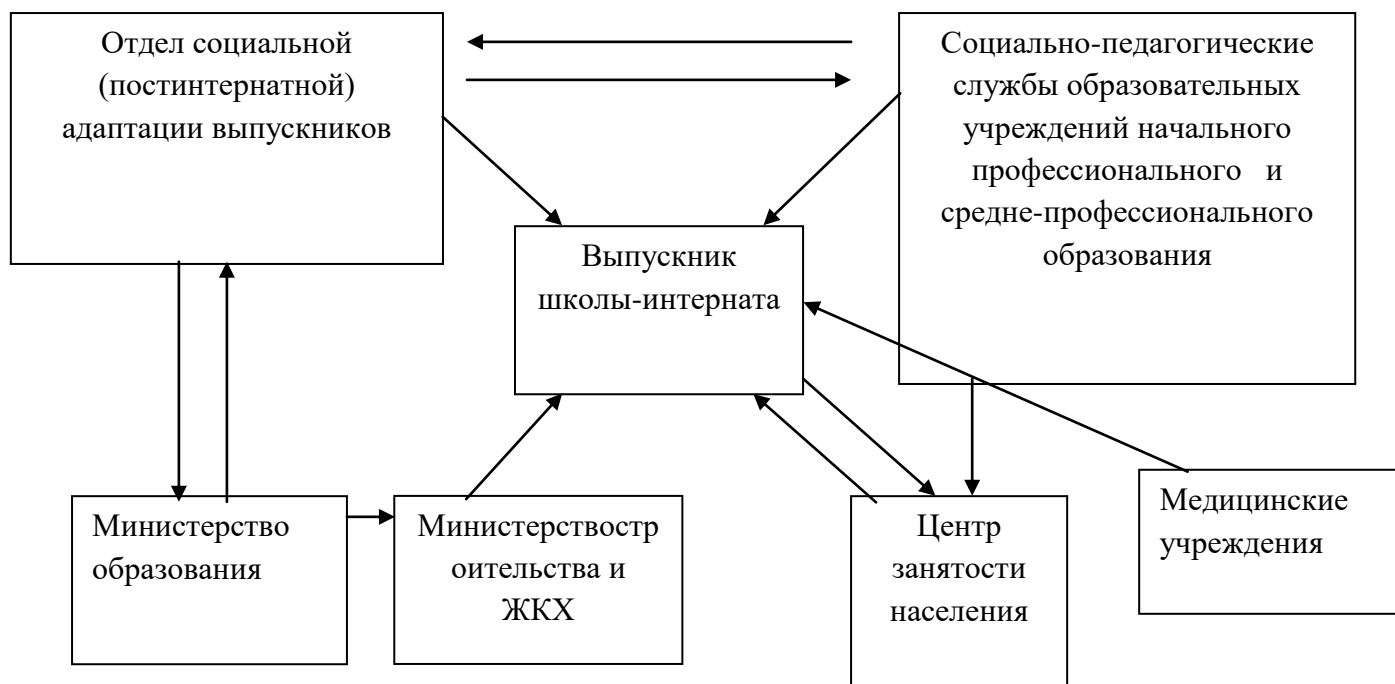 Отдел социальной
(постинтернатной)
адаптации выпускников
Социально-педагогические
службы образовательных
учреждений начального
профессионального и
средне-профессионального
образования
Выпускник
школы-интерната
Министерство
образования
Министерствостр
оительства и
ЖКХ
Центр
занятости
населения
Медицинские
учреждения